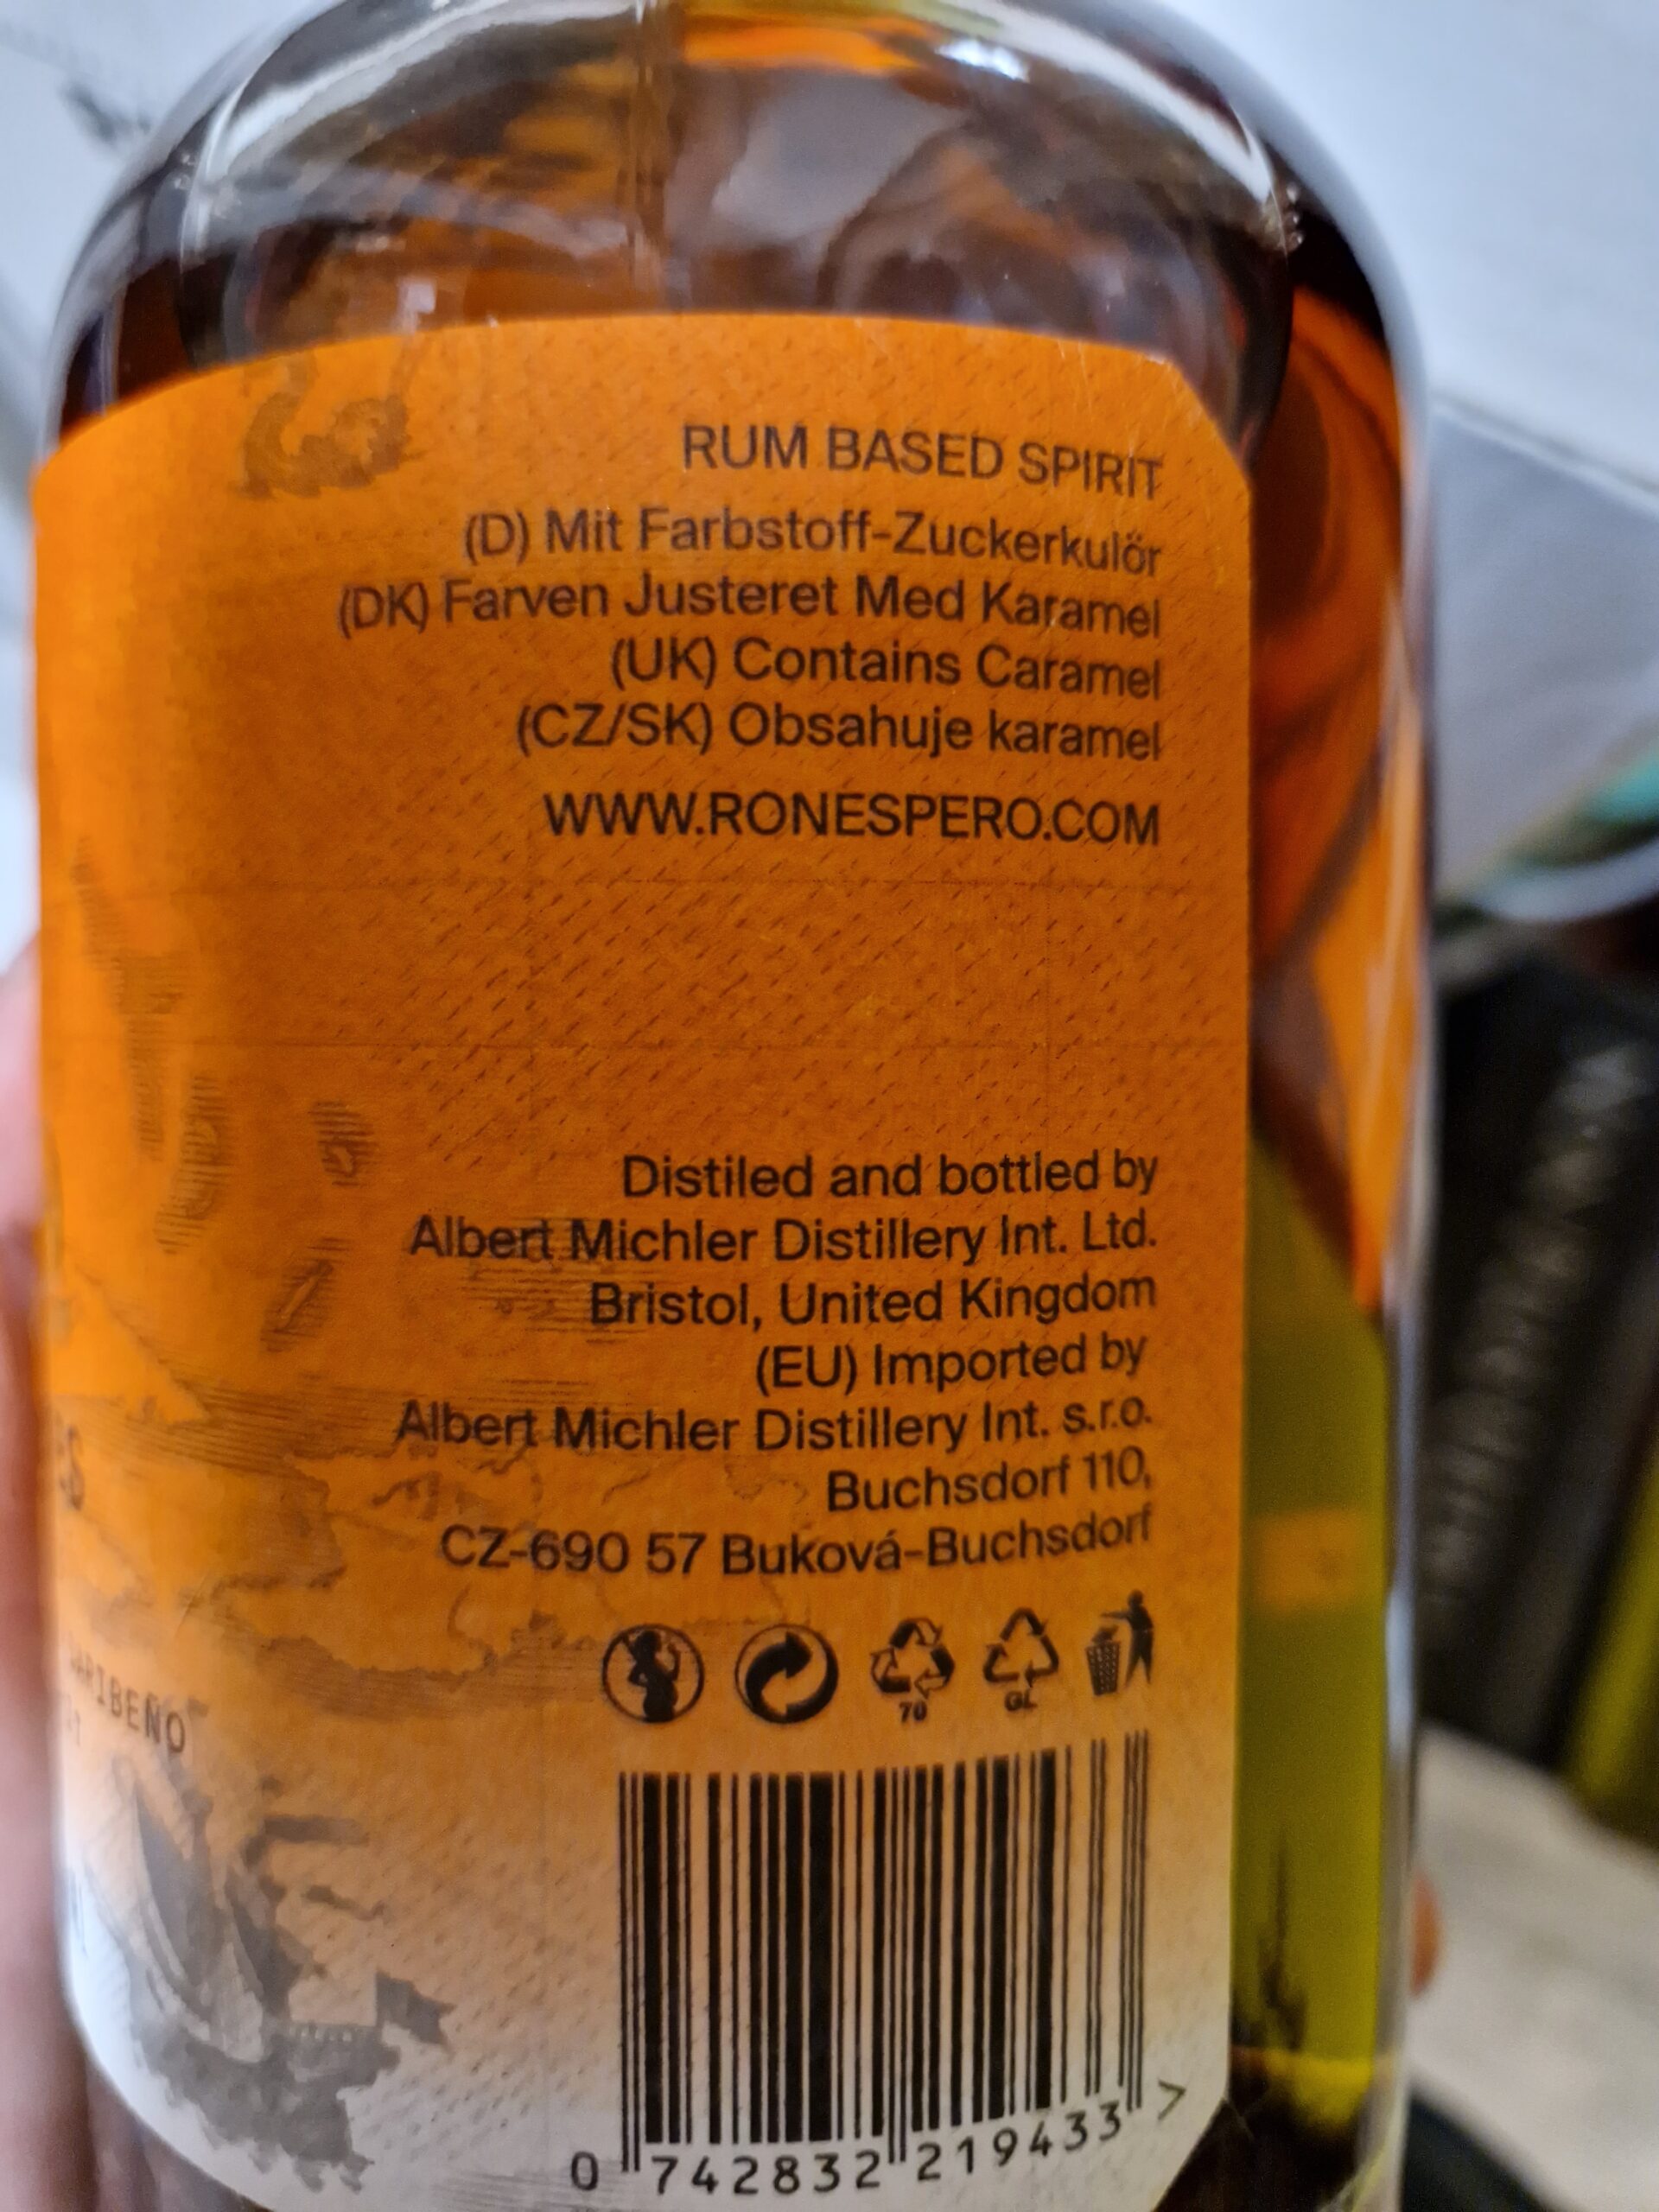 RUM BASED SPIRIT
(D) Mit Farbstoff-Zuckerkulör
(DK) Farven Justeret Med Karamel
(UK) Contains Caramel
(CZ/SK) Obsahuje karamel
WWW.RONESPERO.COM
Distiled and bottled by
Albert Michler Distillery Int. Ltd.
Bristol, United Kingdom
(EU) Imported by
Albert Michler Distillery Int. s.r.o.
Buchsdorf 110,
CZ-690 57 Buková-Buchsdorf
70
GL
0 742832 219433 >